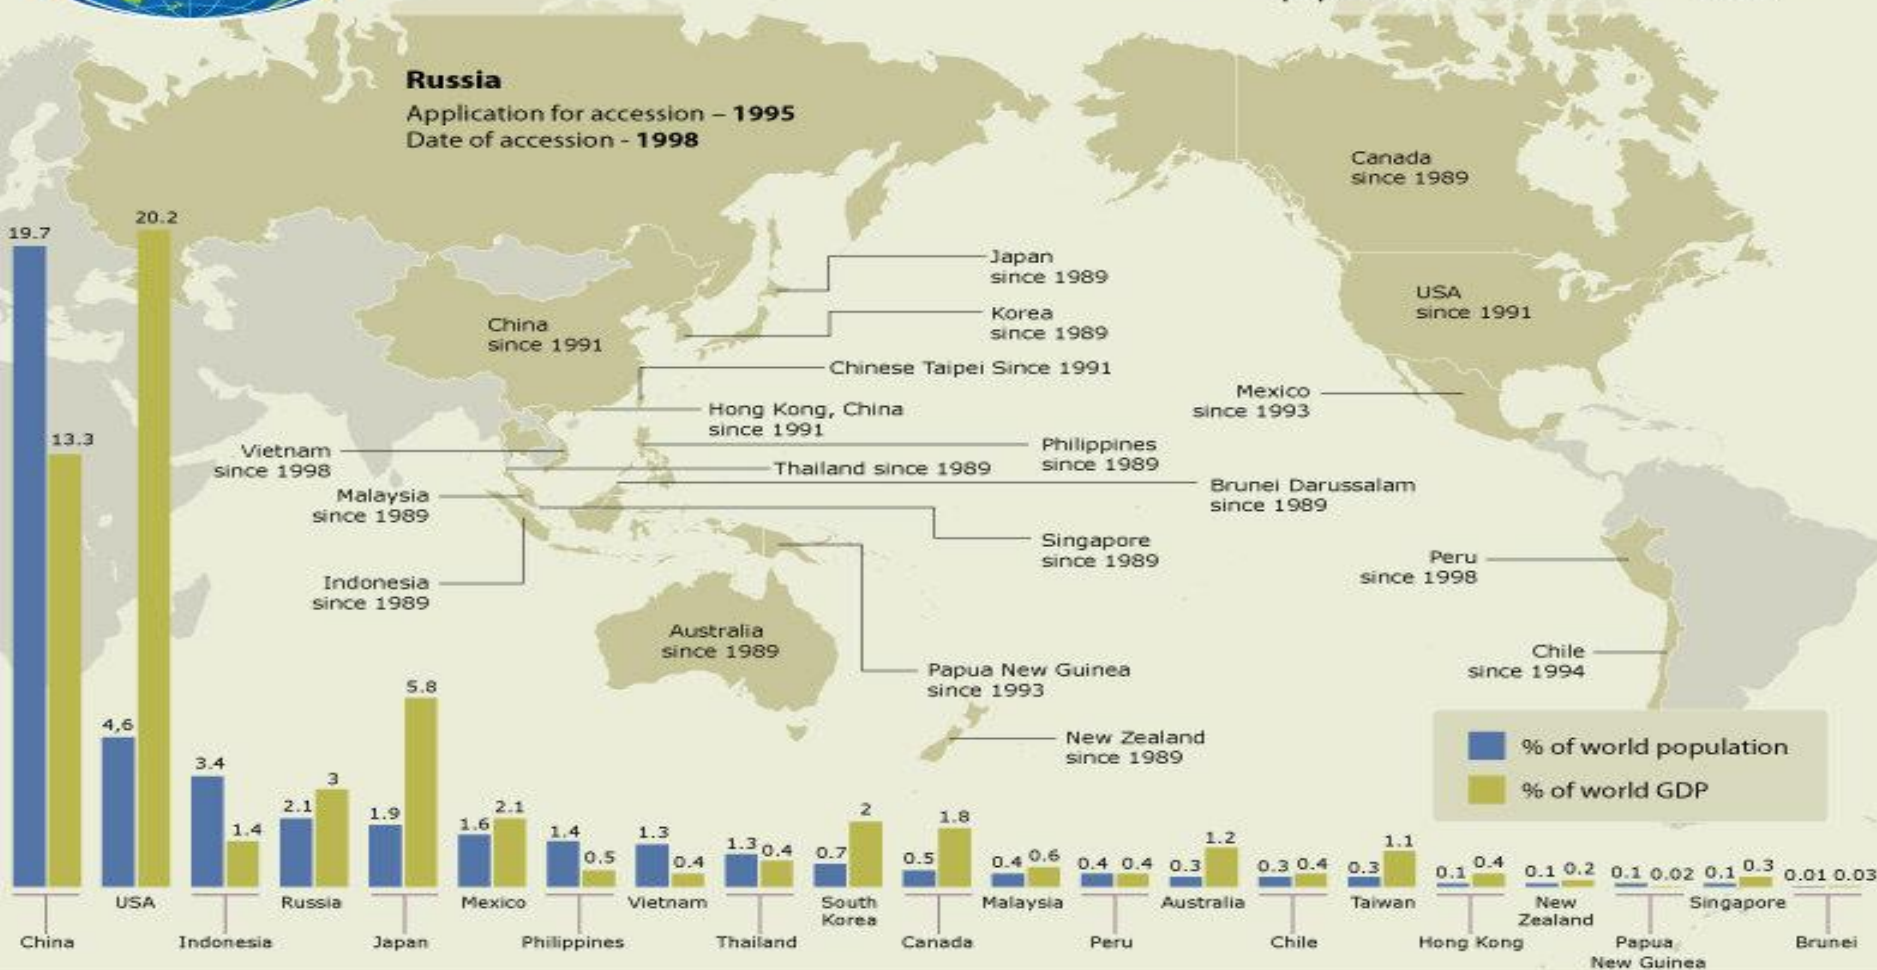 Russia
Application for accession – 1995
Date of accession - 1998
Canada
since 1989
Japan
since 1989
USA
since 1991
Korea
since 1989
China
since 1991
Chinese Taipei Since 1991
Mexico
since 1993
Hong Kong, China
since 1991
Vietnam
since 1998
Philippines
since 1989
Thailand since 1989
Malaysia
since 1989
Brunei Darussalam
since 1989
Singapore
since 1989
Peru
since 1998
Indonesia
since 1989
Australia
since 1989
Chile
since 1994
Papua New Guinea
since 1993
New Zealand
since 1989
% of world population
% of world GDP
19.7
13.3
China
4,6
20.2
USA
3.4
1.4
Indonesia
2.1
3
Russia
1.9
5.8
Japan
1.6
2.1
Mexico
1.4
0.5
Philippines
1.3
0.4
Vietnam
1.3
0.4
Thailand
0.7
2
South
Korea
0.5
1.8
Canada
0.4
0.6
Malaysia
0.4
0.4
Peru
0.3
1.2
Australia
0.3
0.4
Chile
0.3
1.1
Taiwan
0.1
0.4
Hong Kong
0.1
0.2
New
Zealand
0.1
0.02
Papua
New Guinea
0.1
0.3
Singapore
0.01
0.03
Brunei